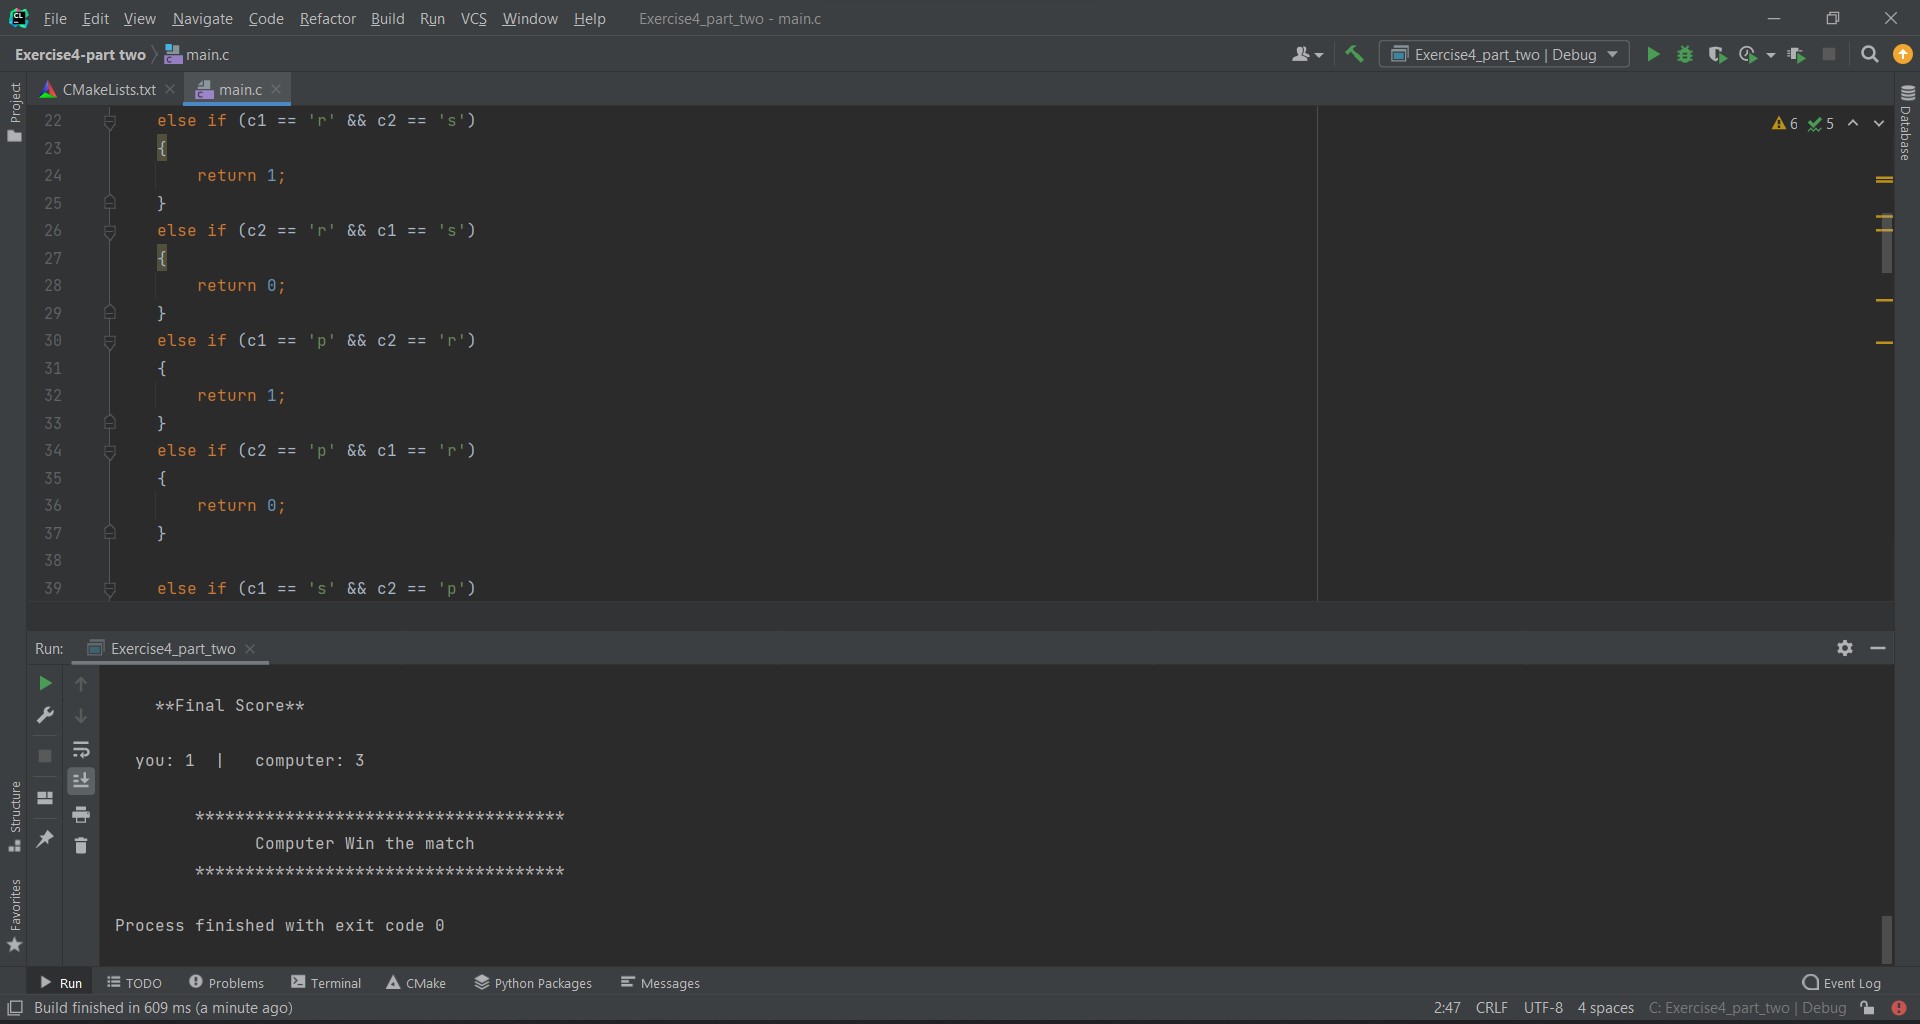 CL File Edit View Navigate Code Refactor Build Run VCS Window Help Exercise4_part_two - main.c
Exercise4-part two main.c Exercise4_part_two | Debug
CMakeLists.txt main.c
Project
Database
6 5
22 else if (c1 == 'r' && c2 == 's')
23 {
24 return 1;
25 }
26 else if (c2 == 'r' && c1 == 's')
27 {
28 return 0;
29 }
30 else if (c1 == 'p' && c2 == 'r')
31 {
32 return 1;
33 }
34 else if (c2 == 'p' && c1 == 'r')
35 {
36 return 0;
37 }
38
39 else if (c1 == 's' && c2 == 'p')
Run: Exercise4_part_two
**Final Score**
you: 1 | computer: 3
*************************************
Computer Win the match
*************************************
Process finished with exit code 0
Structure
Favorites
Run TODO Problems Terminal CMake Python Packages Messages Event Log
Build finished in 609 ms (a minute ago) 2:47 CRLF UTF-8 4 spaces C: Exercise4_part_two | Debug